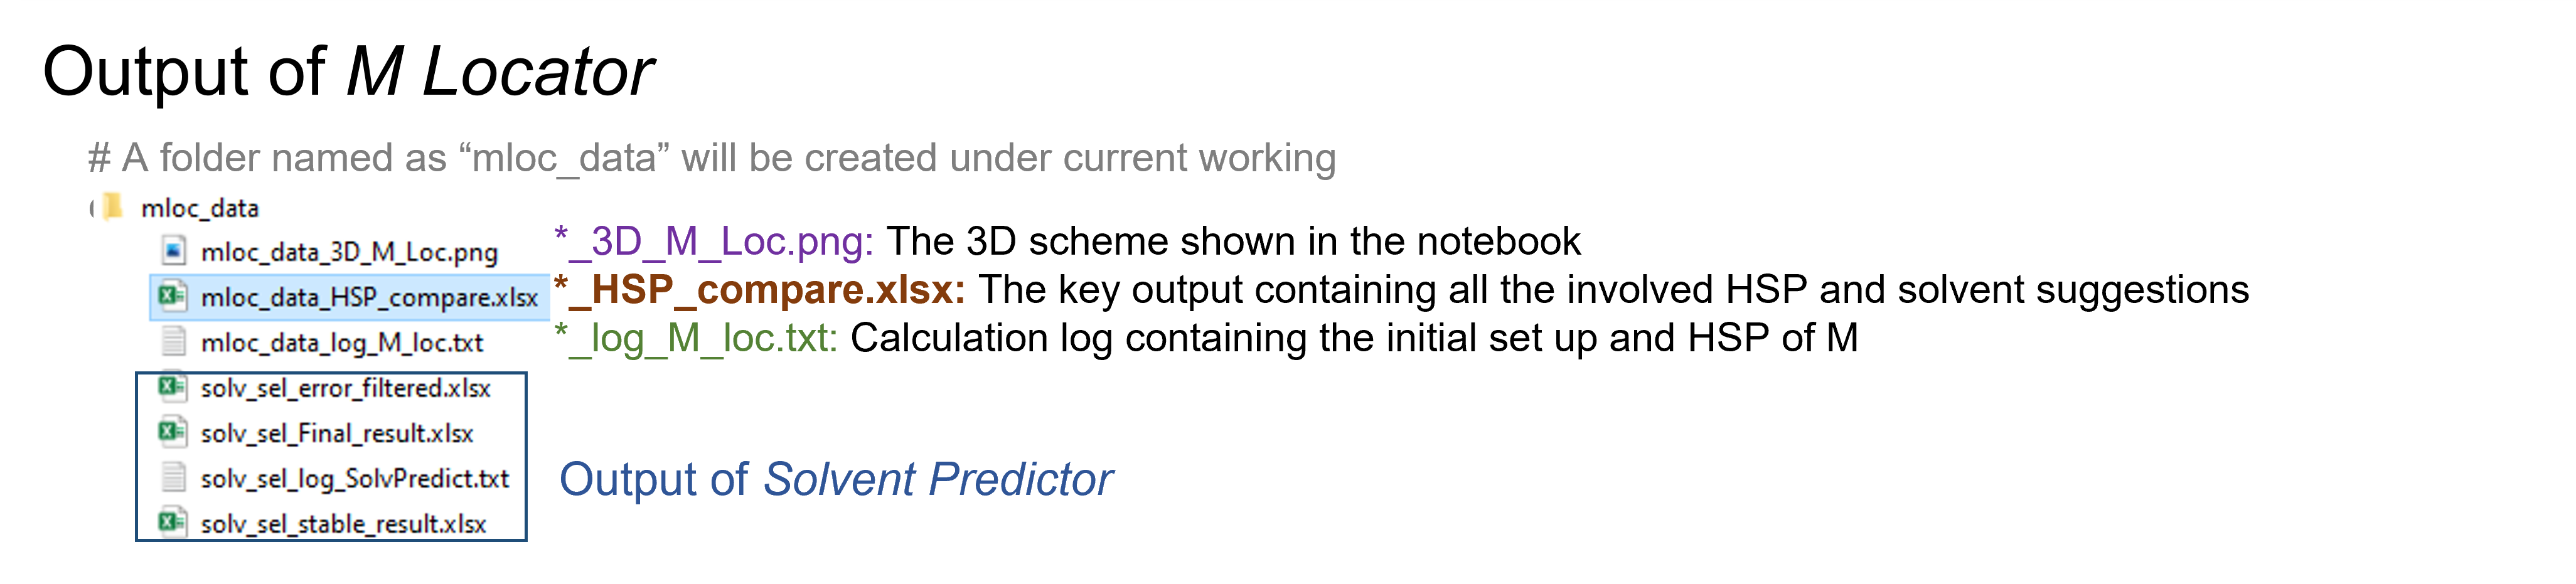 Output of M Locator
# A folder named as “mloc_data” will be created under current working
(
mloc_data
mloc_data_3D_M_Loc.png
*_3D_M_Loc.png: The 3D scheme shown in the notebook
mloc_data_HSP_compare.xlsx
*_HSP_compare.xlsx: The key output containing all the involved HSP and solvent suggestions
mloc_data_log_M_loc.txt
*_log_M_loc.txt: Calculation log containing the initial set up and HSP of M
solv_sel_error_filtered.xlsx
solv_sel_Final_result.xlsx
solv_sel_log_SolvPredict.txt
Output of Solvent Predictor
solv_sel_stable_result.xlsx